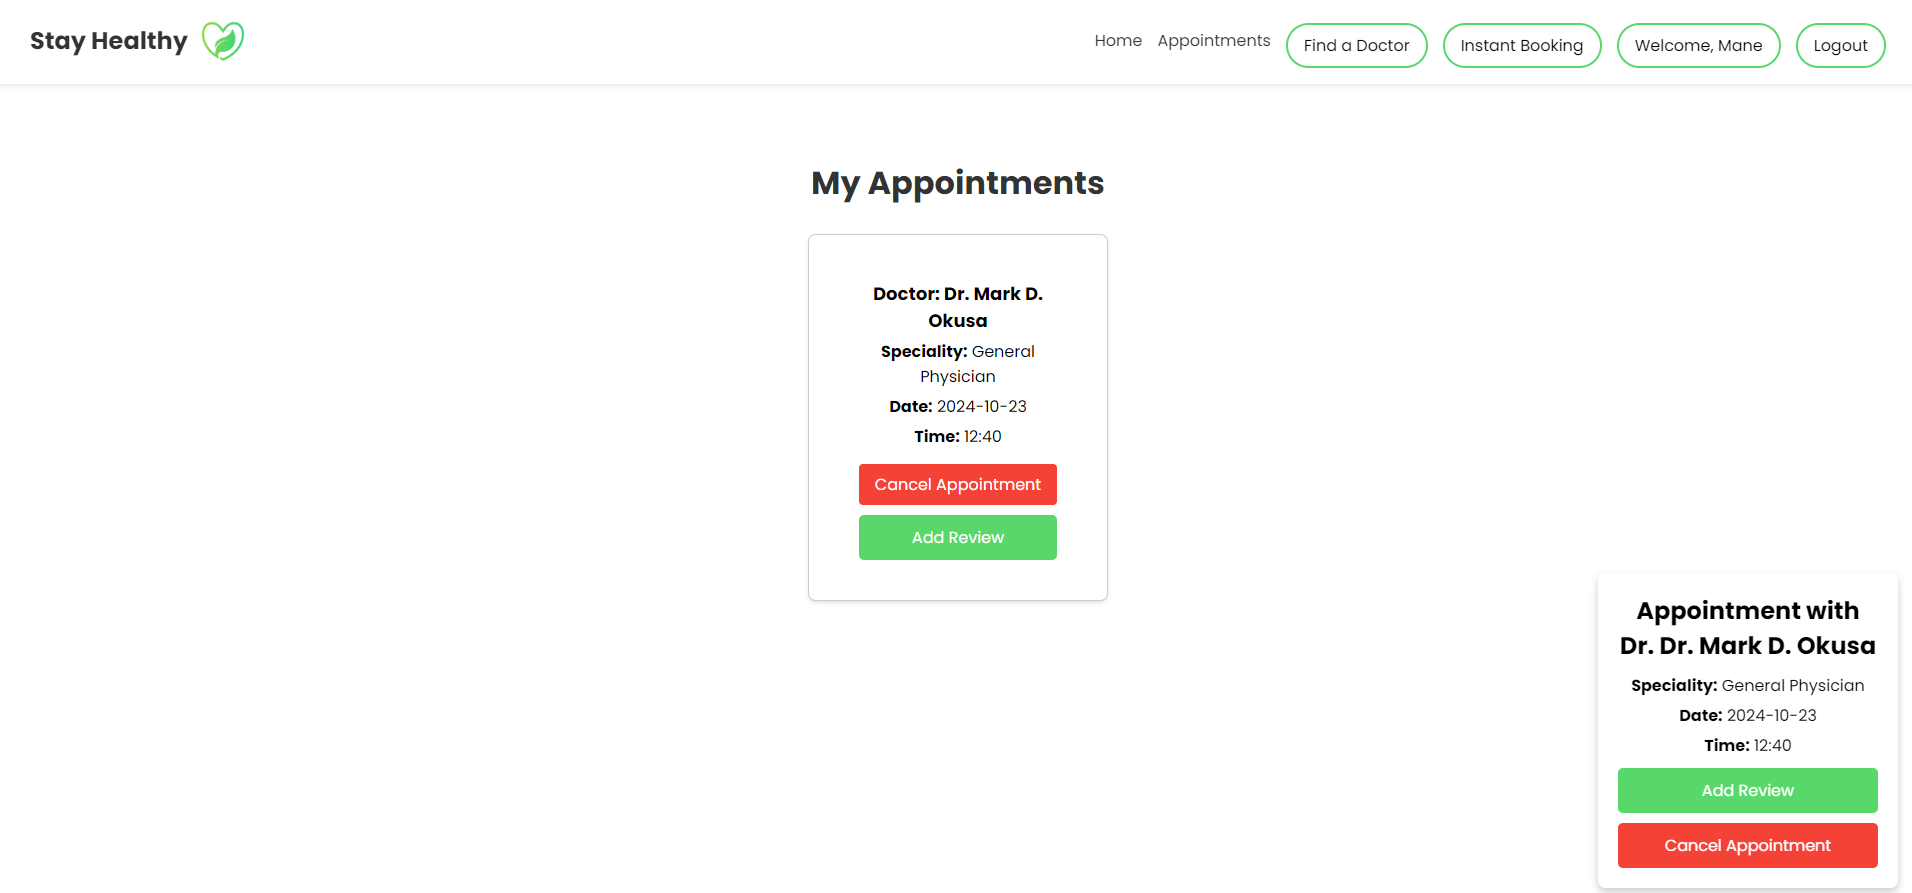 Stay Healthy
Home
Appointments
Find a Doctor
Instant Booking
Welcome, Mane
Logout
My Appointments
Doctor: Dr. Mark D.
Okusa
Speciality: General
Physician
Date: 2024-10-23
Time: 12:40
Cancel Appointment
Add Review
Appointment with
Dr. Dr. Mark D. Okusa
Speciality: General Physician
Date: 2024-10-23
Time: 12:40
Add Review
Cancel Appointment